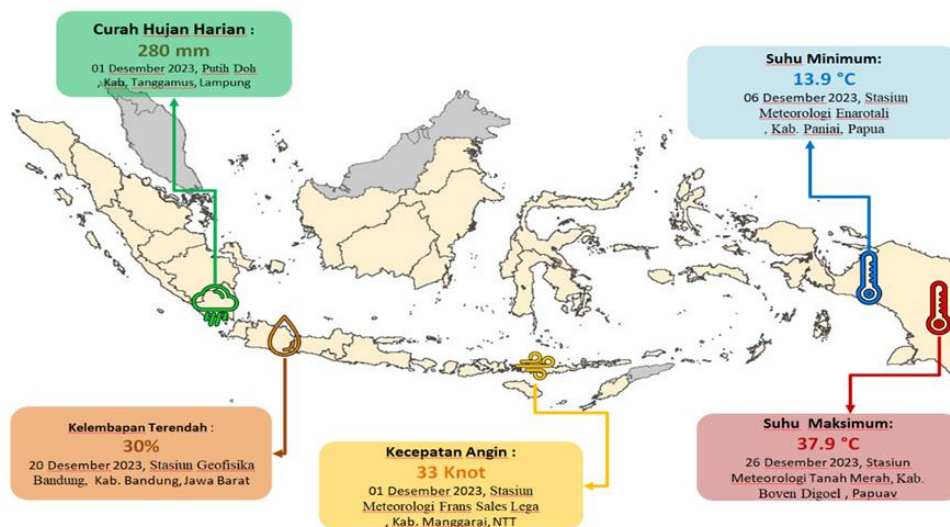 Curah Hujan Harian :
280 mm
01 Desember 2023, Putih Doh
, Kab. Tanggamus, Lampung
Suhu Minimum:
13.9 °C
06 Desember 2023, Stasiun
Meteorologi Enarotali
, Kab. Paniai, Papua
Kelembapan Terendah :
30%
20 Desember 2023, Stasiun Geofisika
Bandung, Kab. Bandung, Jawa Barat
Kecepatan Angin :
33 Knot
01 Desember 2023, Stasiun
Meteorologi Frans Sales Lega
, Kab. Manggarai, NTT
Suhu Maksimum:
37.9 °C
26 Desember 2023, Stasiun
Meteorologi Tanah Merah, Kab.
Boven Digoel , Papuav